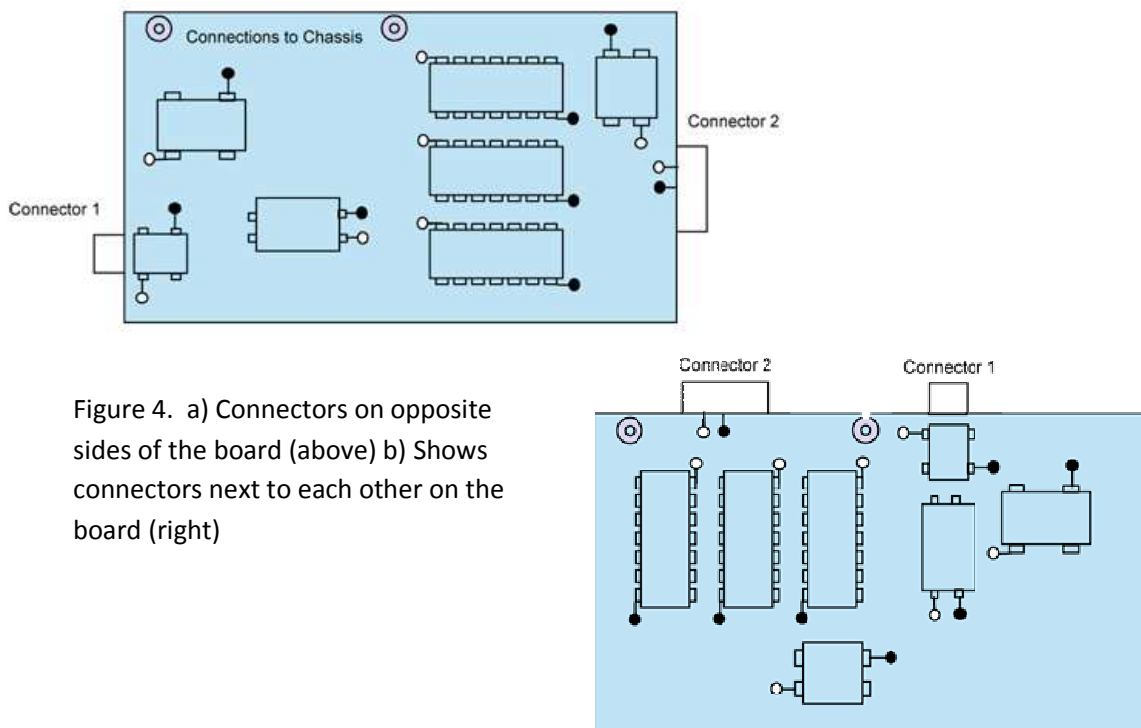 Connections to Chassis
Connector 2
Connector 1
Connector 2
Connector 1
Figure 4. a) Connectors on opposite
sides of the board (above) b) Shows
connectors next to each other on the
board (right)